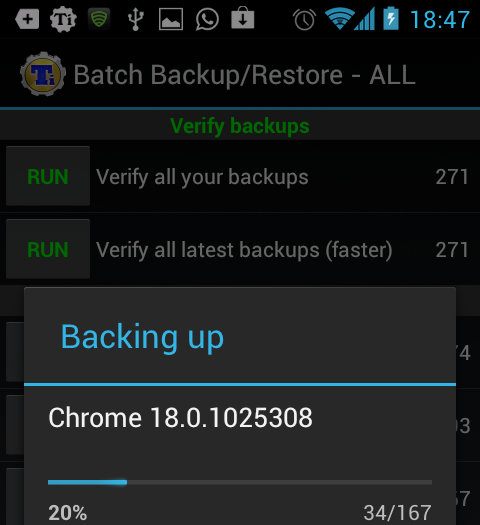 18:47
Batch Backup/Restore - ALL
Verify backups
RUN Verify all your backups 271
RUN Verify all latest backups (faster) 271
Backing up
Chrome 18.0.1025308
20% 34/167